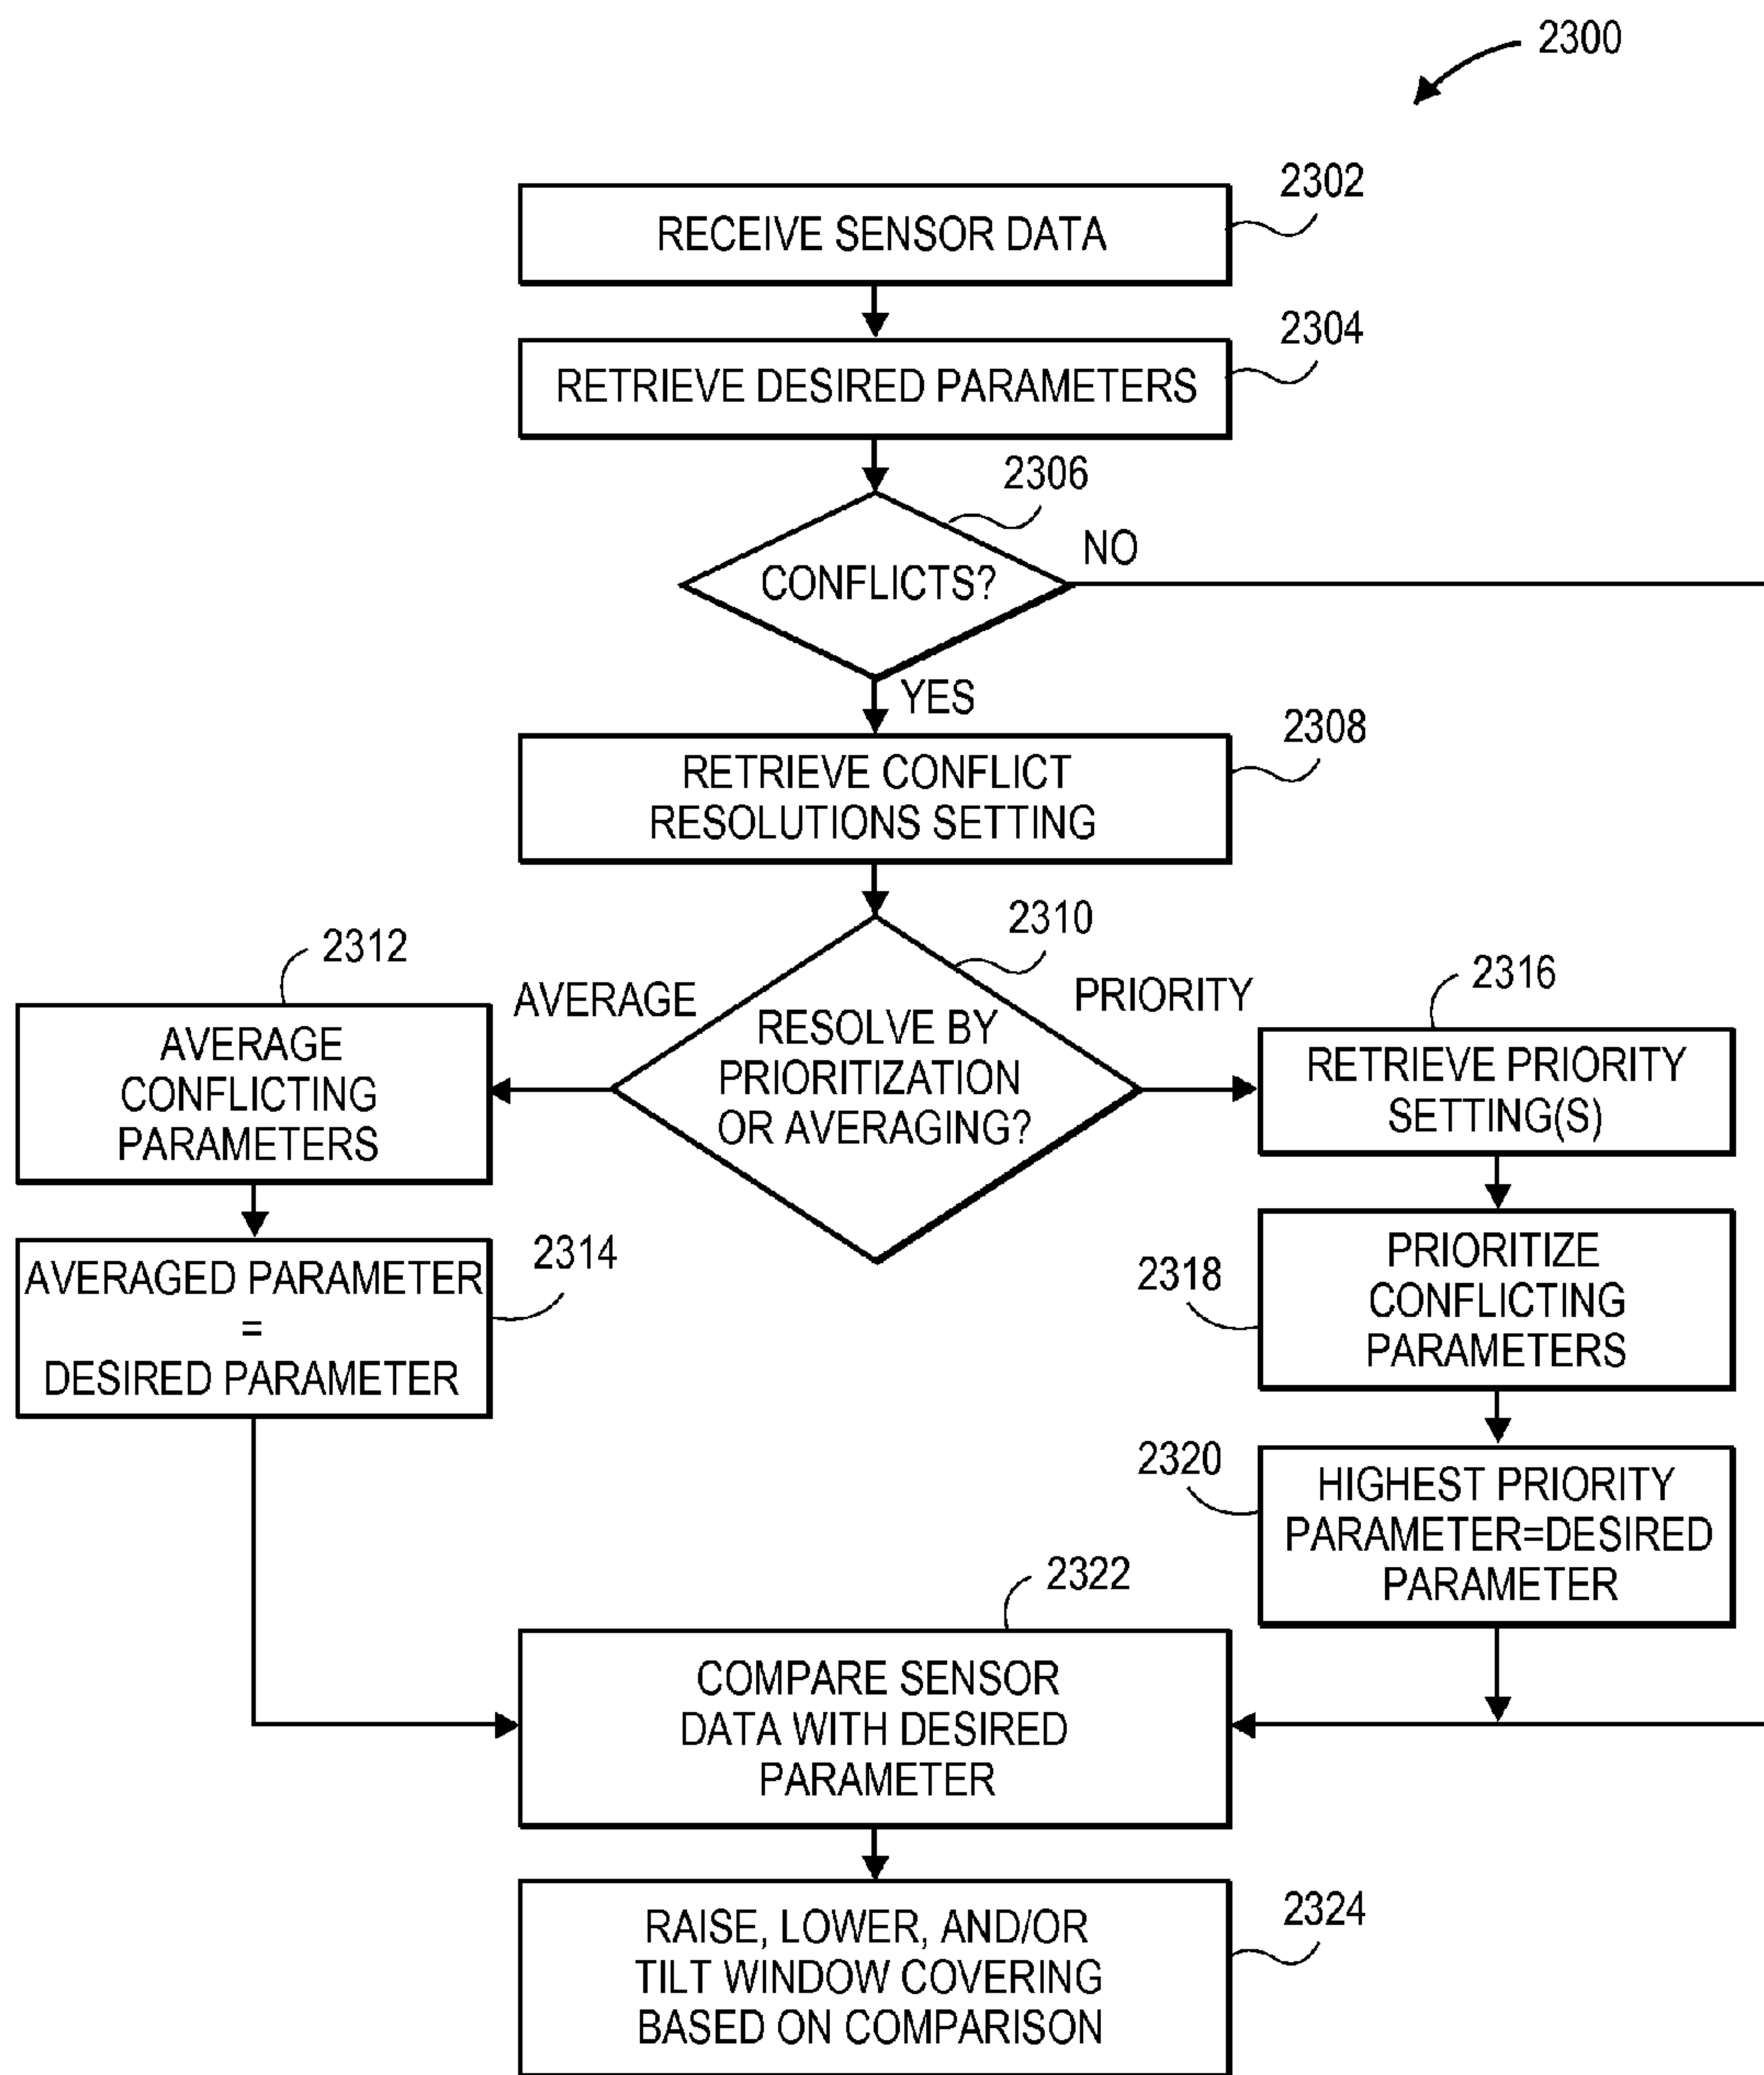 2300
2302
RECEIVE SENSOR DATA
2304
RETRIEVE DESIRED PARAMETERS
2306
NO
CONFLICTS?
YES
2308
RETRIEVE CONFLICT
RESOLUTIONS SETTING
2310
2312
AVERAGE
PRIORITY
2316
RESOLVE BY
PRIORITIZATION
OR AVERAGING?
AVERAGE
CONFLICTING
PARAMETERS
RETRIEVE PRIORITY
SETTING(S)
2314
AVERAGED PARAMETER
=
DESIRED PARAMETER
2318
PRIORITIZE
CONFLICTING
PARAMETERS
2320
HIGHEST PRIORITY
PARAMETER=DESIRED
PARAMETER
2322
COMPARE SENSOR
DATA WITH DESIRED
PARAMETER
2324
RAISE, LOWER, AND/OR
TILT WINDOW COVERING
BASED ON COMPARISON